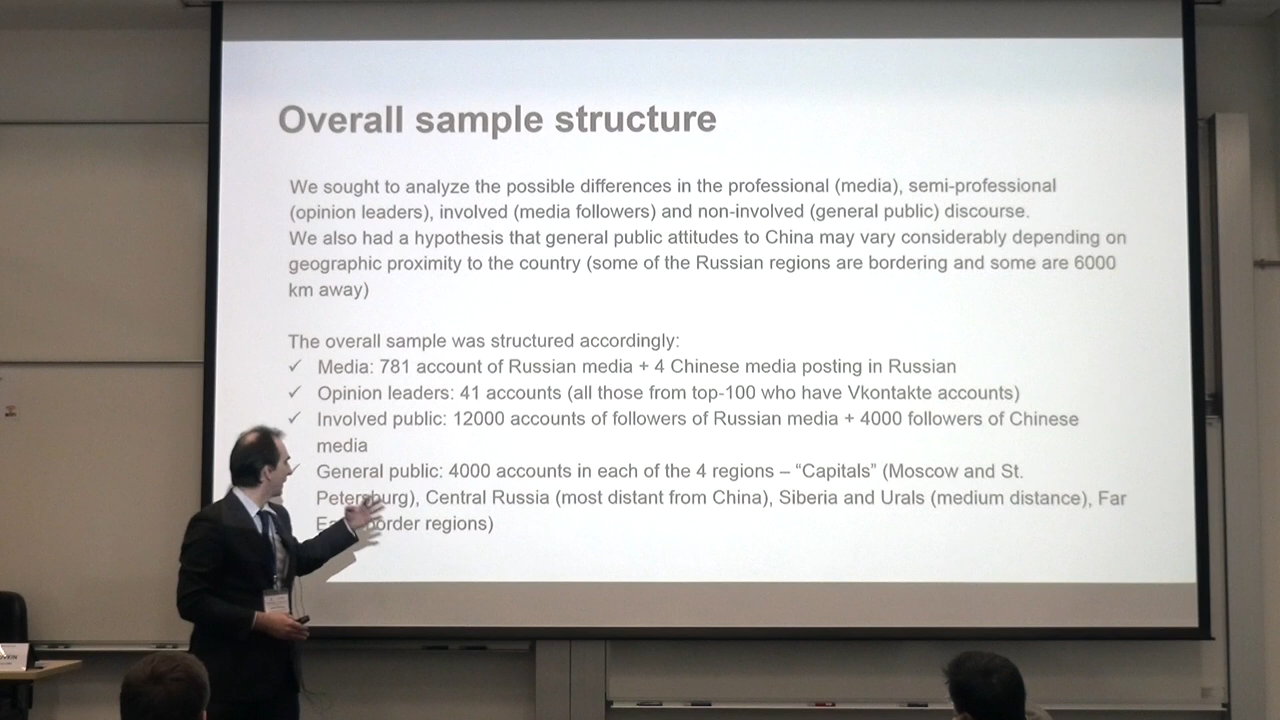 Overall sample structure
We sought to analyze the possible differences in the professional (media), semi-professional
(opinion leaders), involved (media followers) and non-involved (general public) discourse.
We also had a hypothesis that general public attitudes to China may vary considerably depending on
geographic proximity to the country (some of the Russian regions are bordering and some are 6000
km away)
The overall sample was structured accordingly:
✓ Media: 781 account of Russian media + 4 Chinese media posting in Russian
✓ Opinion leaders: 41 accounts (all those from top-100 who have Vkontakte accounts)
✓ Involved public: 12000 accounts of followers of Russian media + 4000 followers of Chinese
media
✓ General public: 4000 accounts in each of the 4 regions – “Capitals” (Moscow and St.
Petersburg), Central Russia (most distant from China), Siberia and Urals (medium distance), Far
border regions)